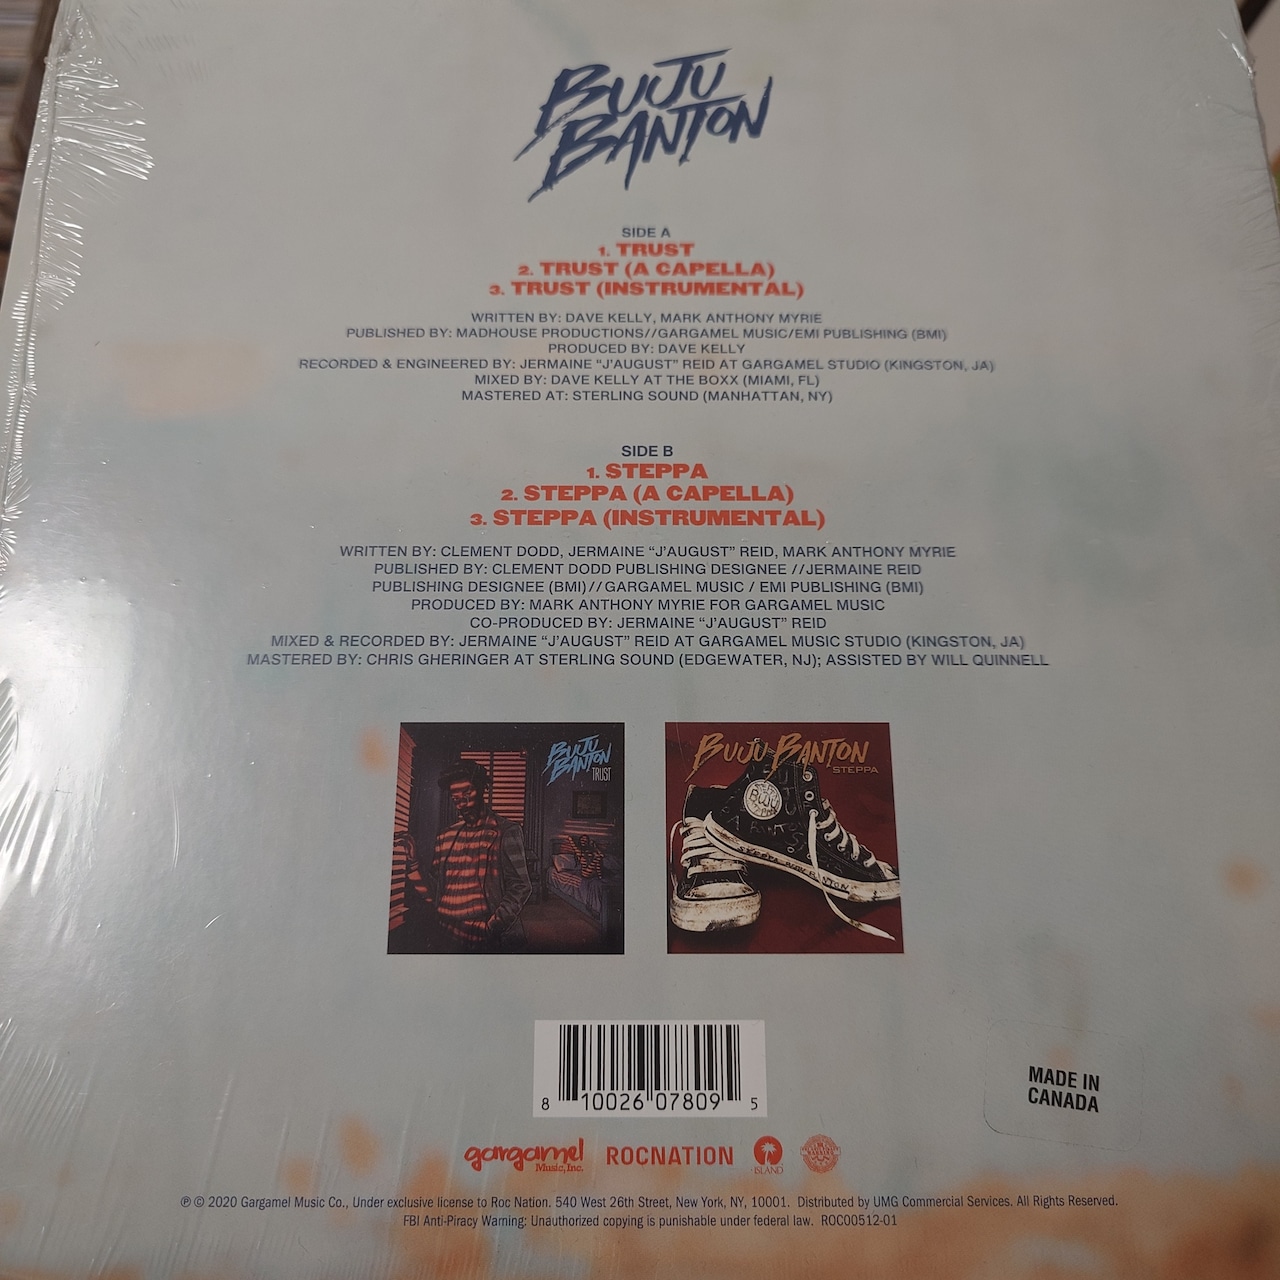 BUJU
BANTON
SIDE A
1. TRUST
2. TRUST (A CAPELLA)
3. TRUST (INSTRUMENTAL)
WRITTEN BY: DAVE KELLY, MARK ANTHONY MYRIE
PUBLISHED BY: MADHOUSE PRODUCTIONS//GARGAMEL MUSIC/EMI PUBLISHING (BMI)
PRODUCED BY: DAVE KELLY
RECORDED & ENGINEERED BY: JERMAINE "J'AUGUST" REID AT GARGAMEL STUDIO (KINGSTON, JA)
MIXED BY: DAVE KELLY AT THE BOXX (MIAMI, FL)
MASTERED AT: STERLING SOUND (MANHATTAN, NY)
SIDE B
1. STEPPA
2. STEPPA (A CAPELLA)
3. STEPPA (INSTRUMENTAL)
WRITTEN BY: CLEMENT DODD, JERMAINE "J'AUGUST" REID, MARK ANTHONY MYRIE
PUBLISHED BY: CLEMENT DODD PUBLISHING DESIGNEE //JERMAINE REID
PUBLISHING DESIGNEE (BMI)//GARGAMEL MUSIC / EMI PUBLISHING (BMI)
PRODUCED BY: MARK ANTHONY MYRIE FOR GARGAMEL MUSIC
CO-PRODUCED BY: JERMAINE "J'AUGUST" REID
MIXED & RECORDED BY: JERMAINE "J'AUGUST" REID AT GARGAMEL MUSIC STUDIO (KINGSTON, JA)
MASTERED BY: CHRIS GHERINGER AT STERLING SOUND (EDGEWATER, NJ); ASSISTED BY WILL QUINNELL
BUJU
BANTON
TRUST
BUJU BANTON
STEPPA
BUJU
STEPPA BUJU BANTON
8 10026 07809 5
MADE IN
CANADA
gargamel
Music, Inc.
ROCNATION
ISLAND
℗ © 2020 Gargamel Music Co., Under exclusive license to Roc Nation. 540 West 26th Street, New York, NY, 10001. Distributed by UMG Commercial Services. All Rights Reserved.
FBI Anti-Piracy Warning: Unauthorized copying is punishable under federal law. ROC00512-01